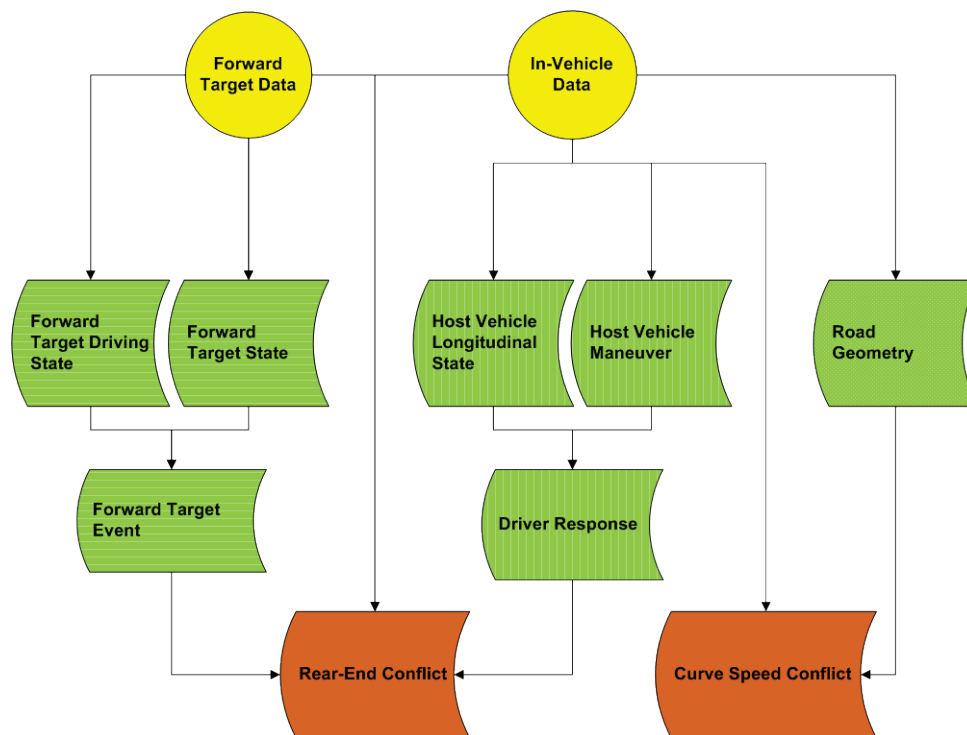 Forward
Target Data
In-Vehicle
Data
Forward
Target Driving
State
Forward
Target State
Host Vehicle
Longitudinal
State
Host Vehicle
Maneuver
Road
Geometry
Forward Target
Event
Driver Response
Rear-End Conflict
Curve Speed Conflict